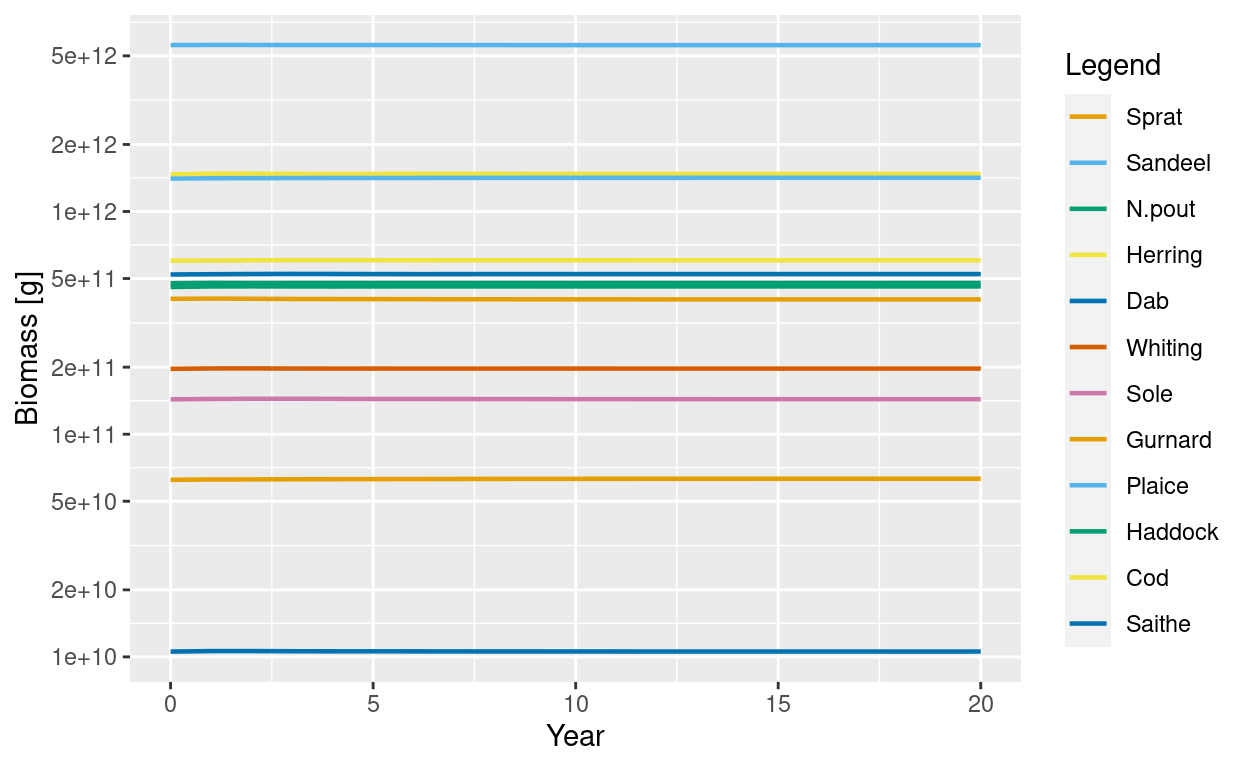 5e+12
2e+12
1e+12
5e+11
2e+11
1e+11
5e+10
2e+10
1e+10
Biomass [g]
0 5 10 15 20
Year
Legend
Sprat
Sandeel
N.pout
Herring
Dab
Whiting
Sole
Gurnard
Plaice
Haddock
Cod
Saithe